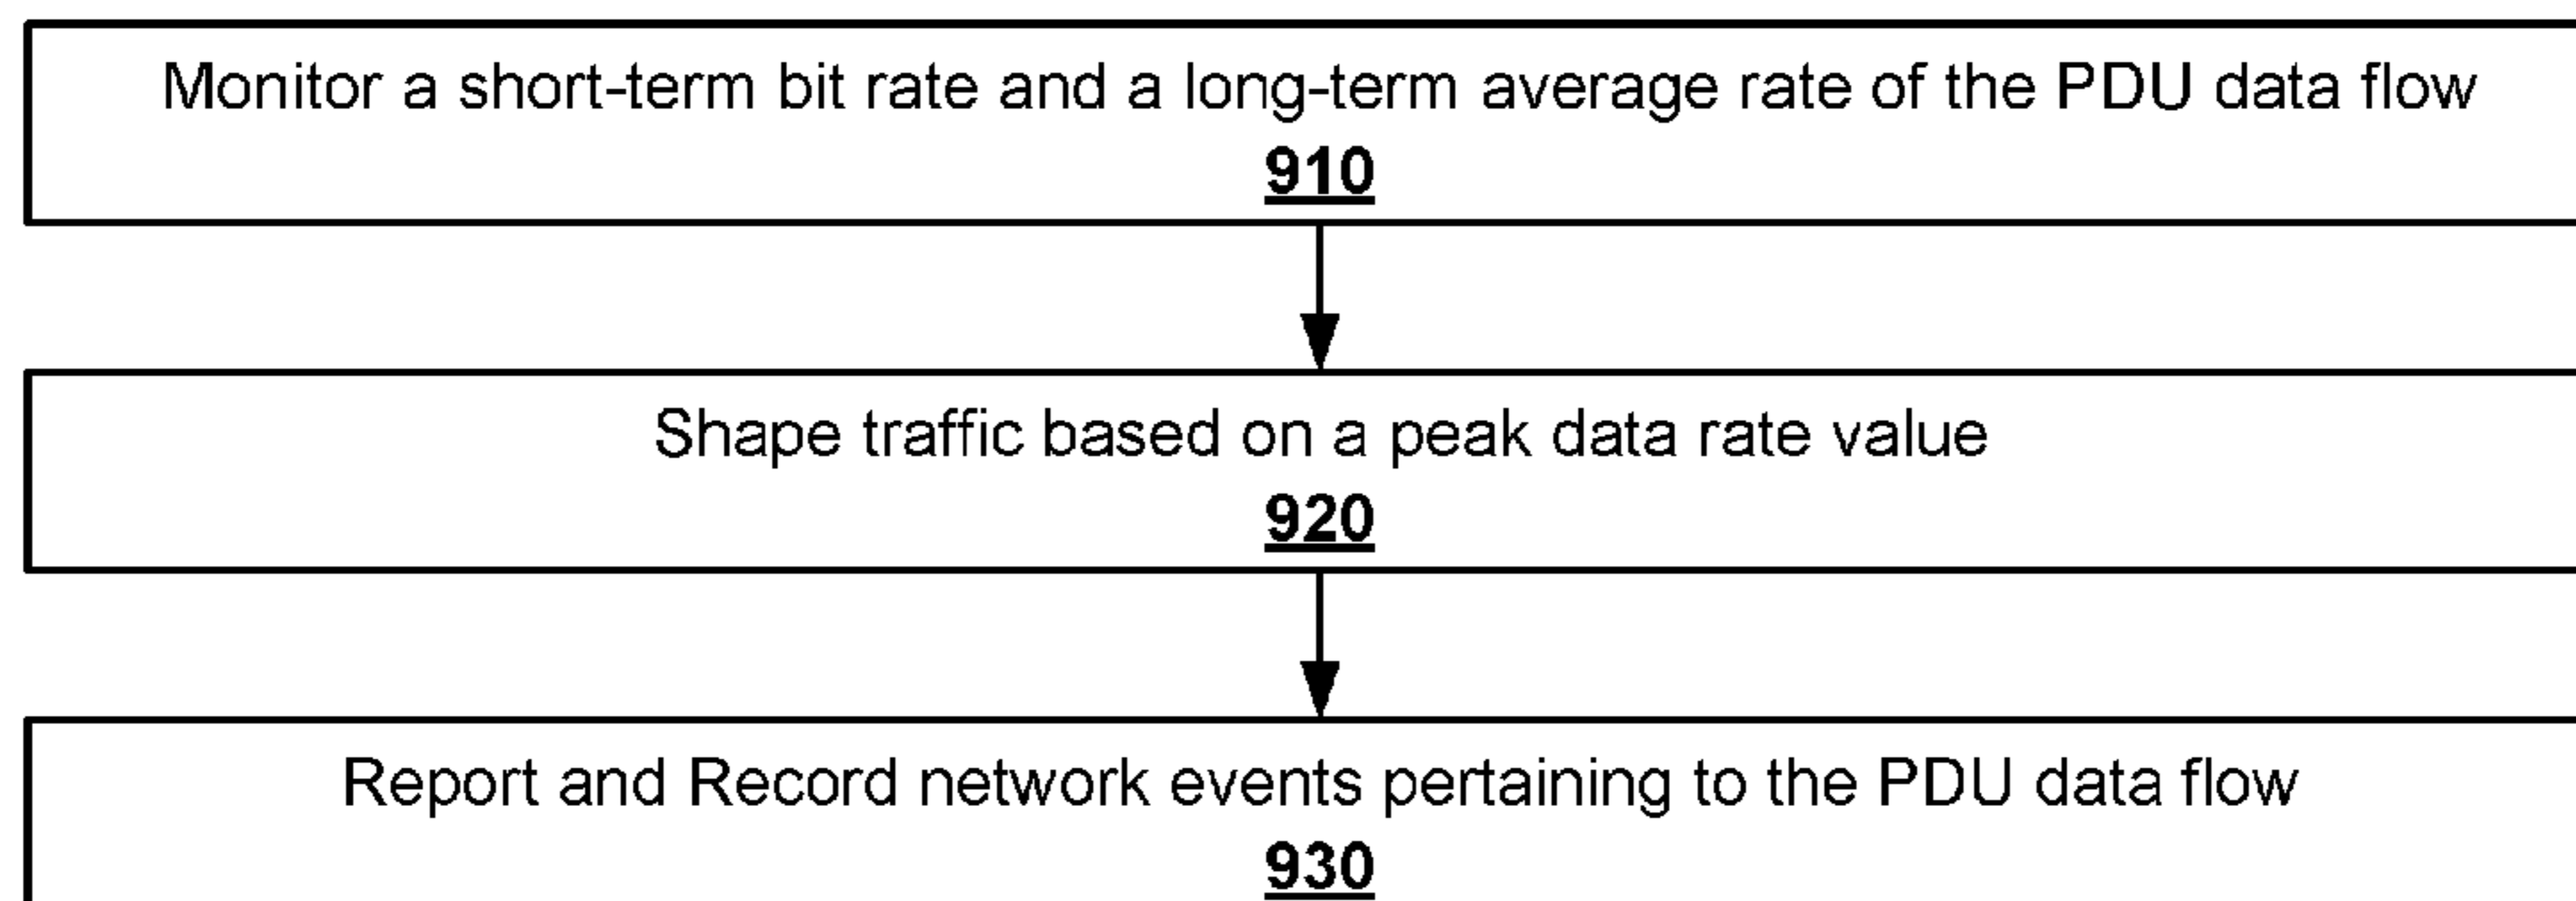 Monitor a short-term bit rate and a long-term average rate of the PDU data flow
910
Shape traffic based on a peak data rate value
920
Report and Record network events pertaining to the PDU data flow
930